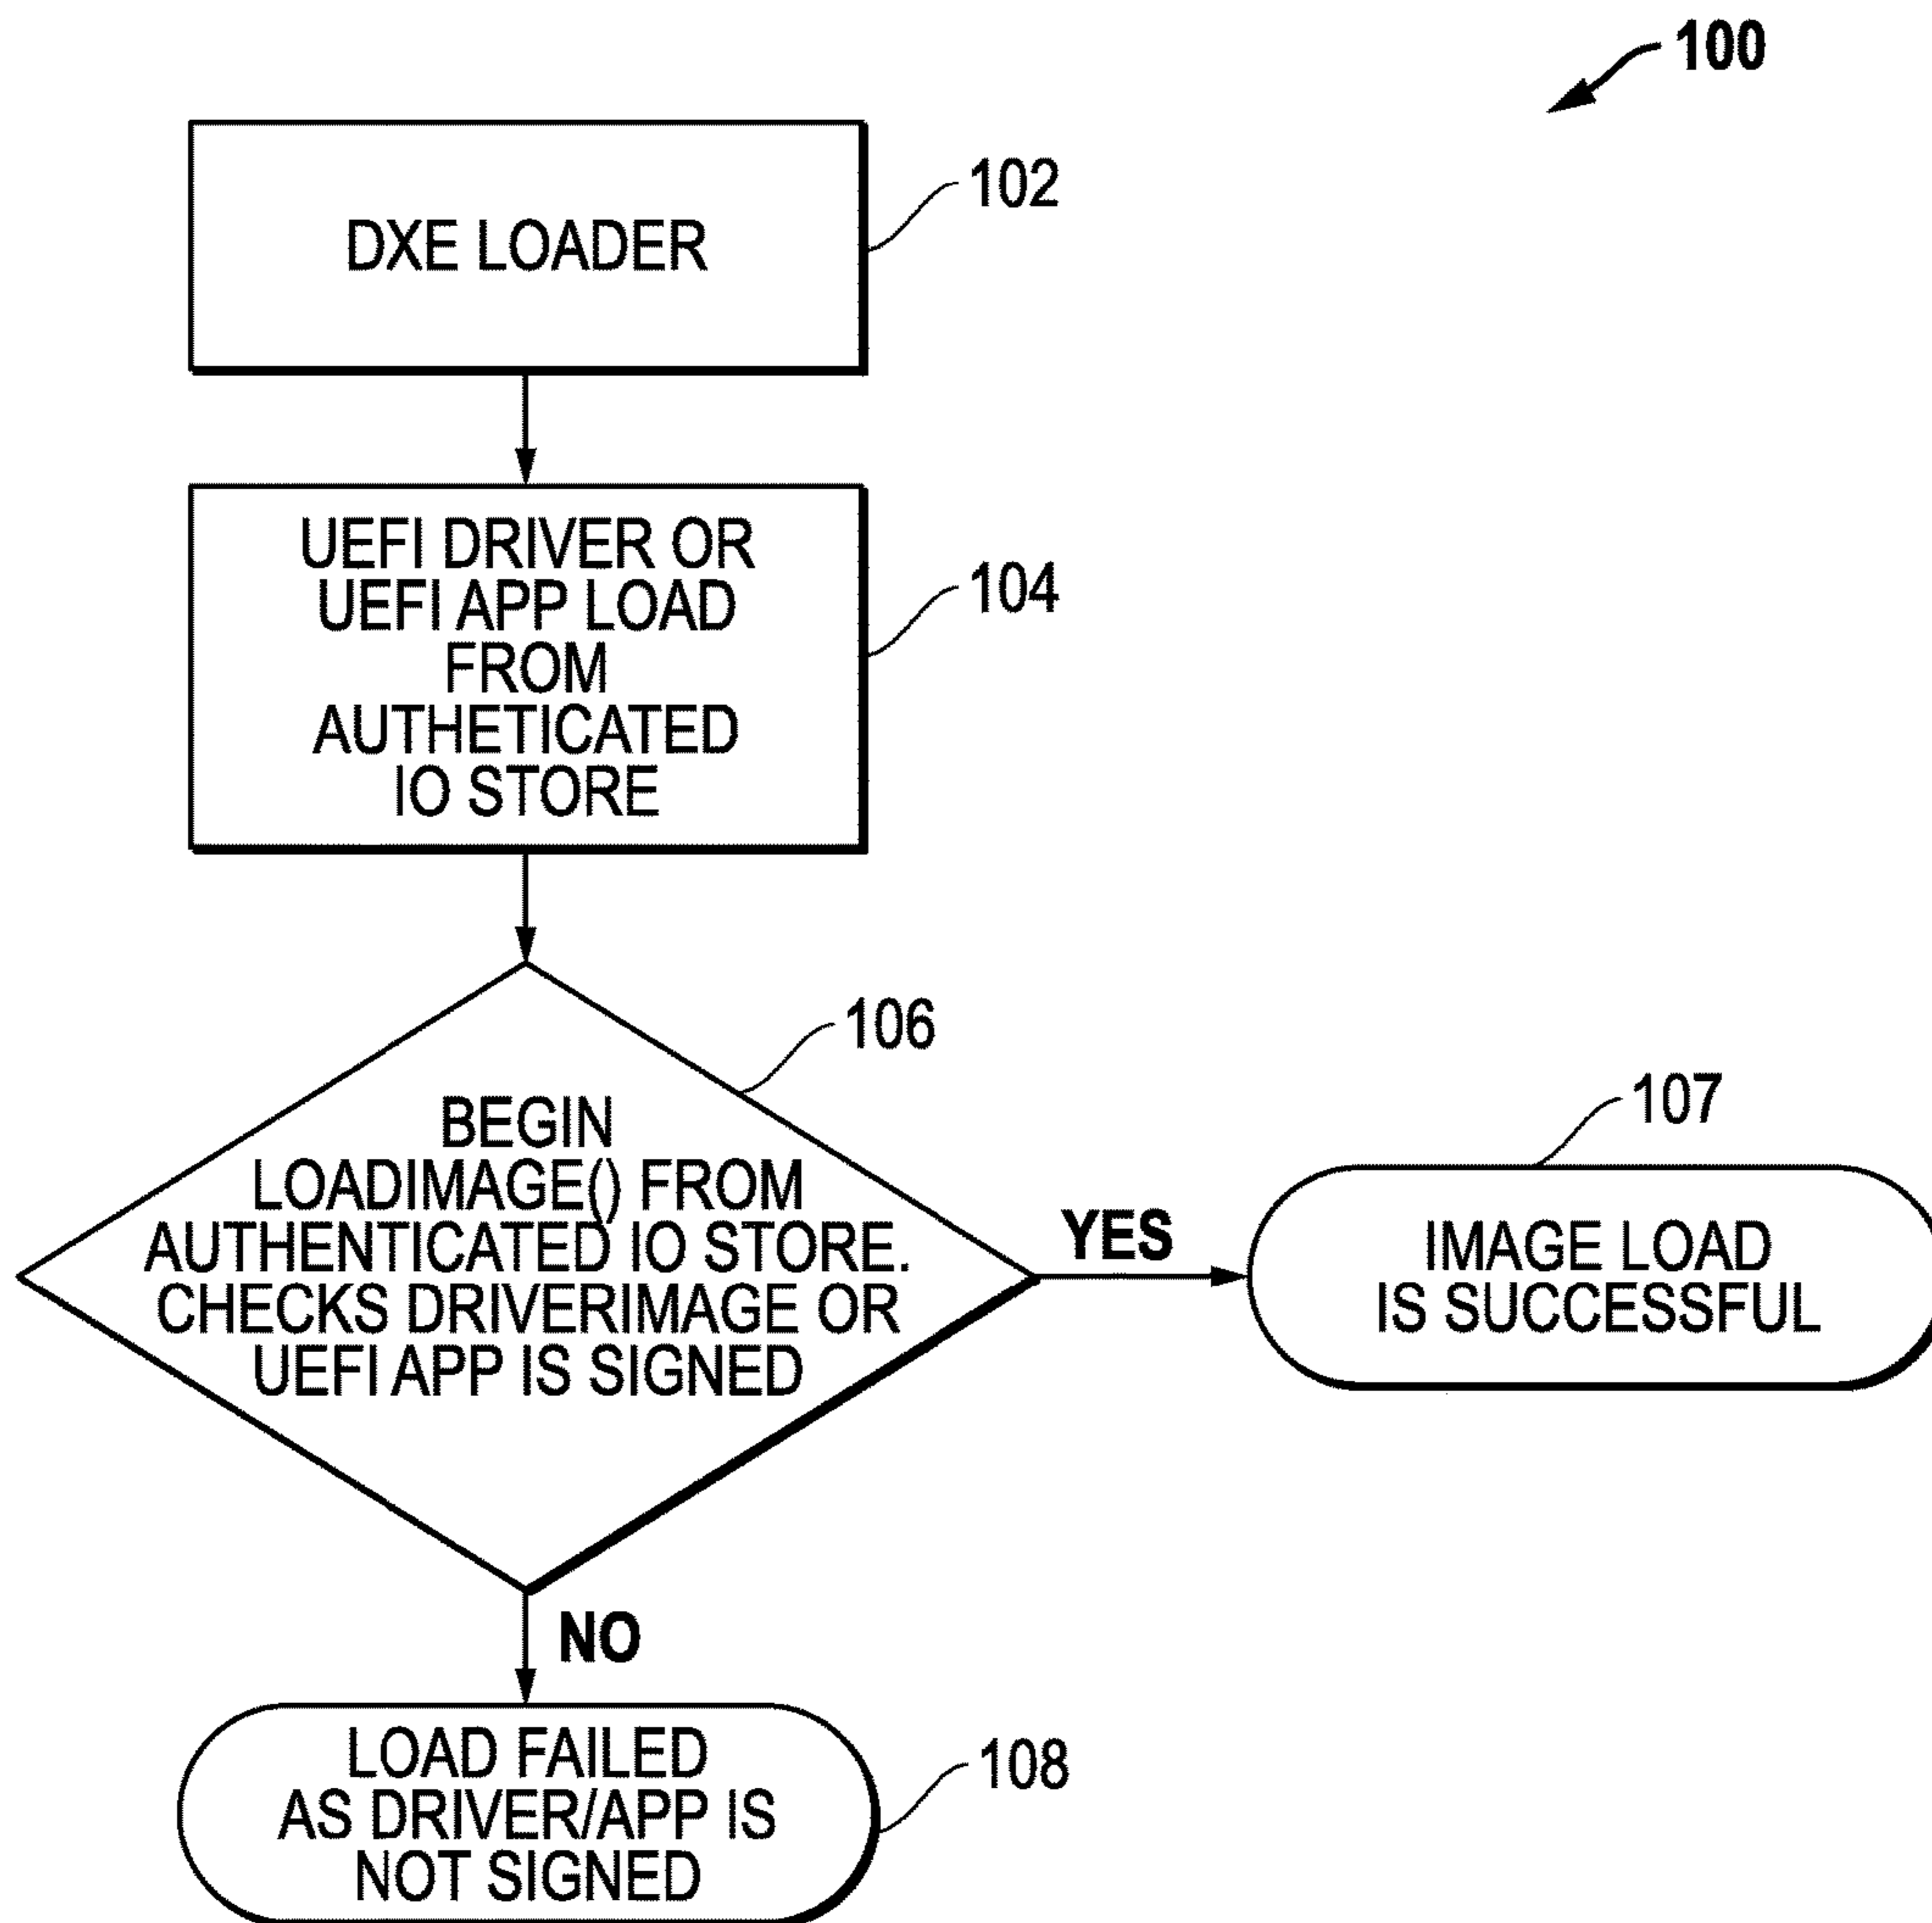 100
DXE LOADER
102
UEFI DRIVER OR
UEFI APP LOAD
FROM
AUTHETICATED
IO STORE
104
106
BEGIN
LOADIMAGE() FROM
AUTHENTICATED IO STORE.
CHECKS DRIVERIMAGE OR
UEFI APP IS SIGNED
YES
107
IMAGE LOAD
IS SUCCESSFUL
NO
LOAD FAILED
AS DRIVER/APP IS
NOT SIGNED
108